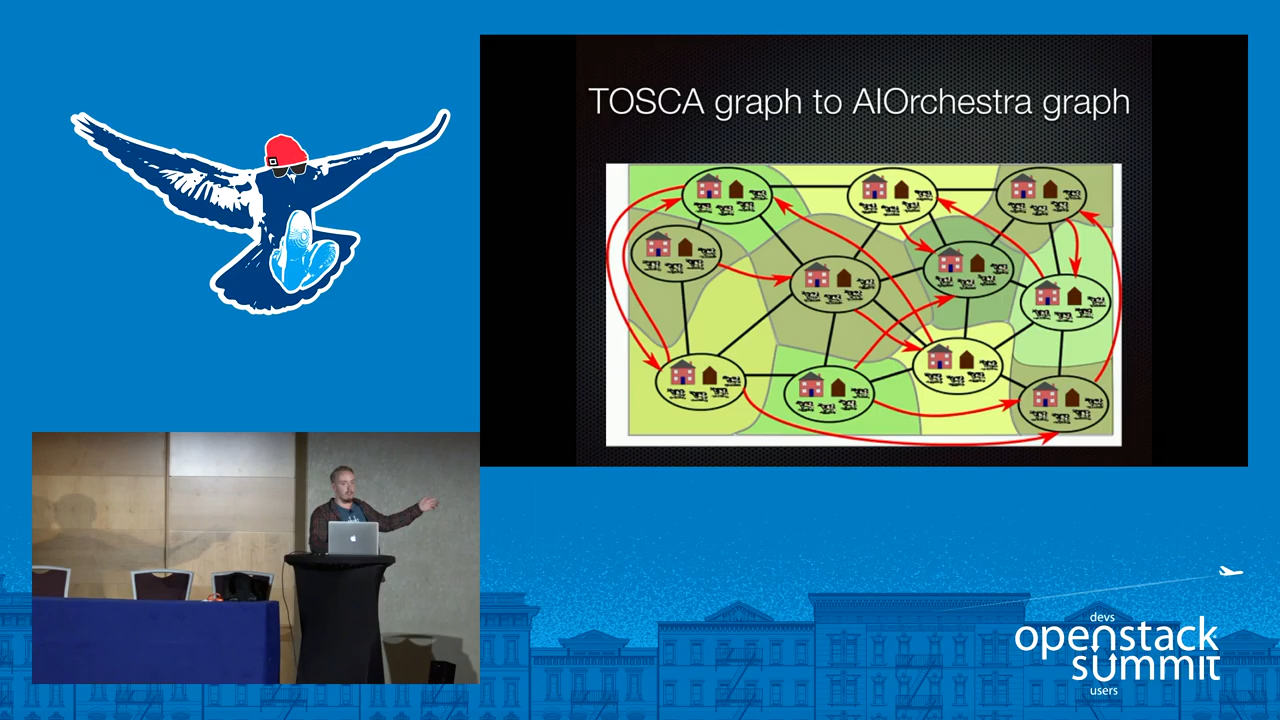 TOSCA graph to AIOrchestra graph
devs
openstack
summit
users